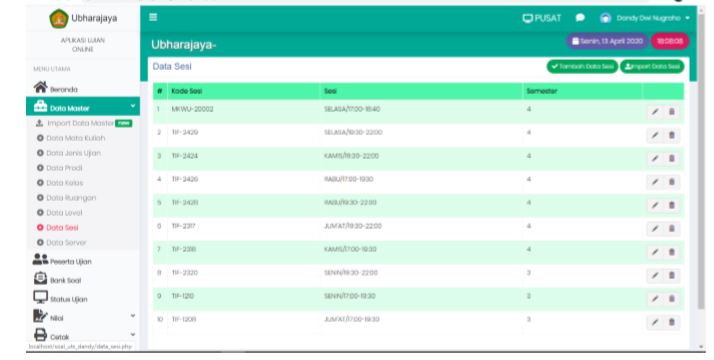 Ubharajaya
PUSAT
Dandy Dwi Nugroho
APLIKASI UJIAN
ONLINE
Ubharajaya-
Senin, 13 April 2020
18:08:08
MENU UTAMA
Data Sesi
Tambah Data Sesi
Import Data Sesi
Beranda
Data Master
Import Data Master
Data Mata Kuliah
Data Jenis Ujian
Data Prodi
Data Kelas
Data Ruangan
Data Level
Data Sesi
Data Server
Peserta Ujian
Bank Soal
Status Ujian
Nilai
Cetak
# Kode Sesi Sesi Semester
1 MKWU-20002 SELASA/17:00-18:40 4
2 TIF-2429 SELASA/19:30-22:00 4
3 TIF-2424 KAMIS/19:30-22:00 4
4 TIF-2426 RABU/17:00-19:30 4
5 TIF-2428 RABU/19:30-22:00 4
6 TIF-2317 JUM'AT/19:30-22:00 4
7 TIF-2318 KAMIS/17:00-19:30 4
8 TIF-2320 SENIN/19:30-22:00 3
9 TIF-1210 SENIN/17:00-19:30 2
10 TIF-1208 JUM'AT/17:00-19:30 3
localhost/soal_uts_dandy/data_sesi.php